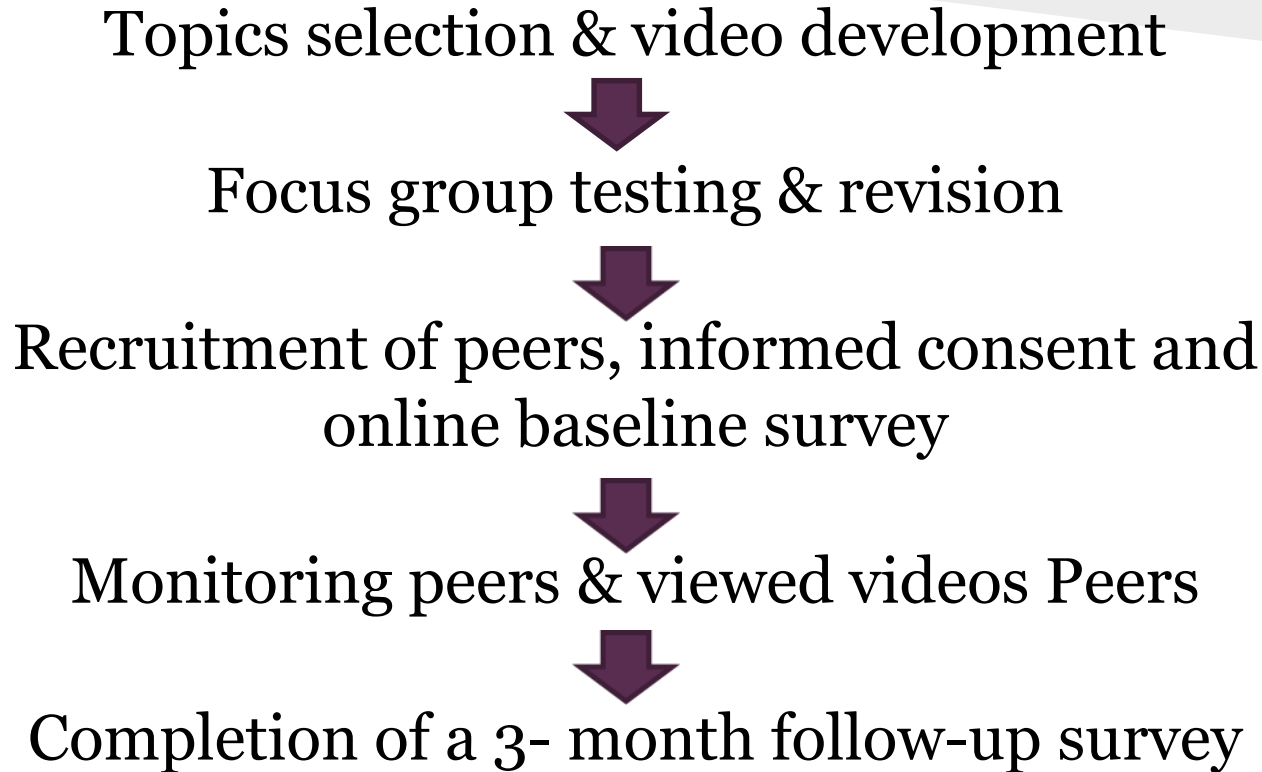 Topics selection & video development
Focus group testing & revision
Recruitment of peers, informed consent and
online baseline survey
Monitoring peers & viewed videos Peers
Completion of a 3- month follow-up survey